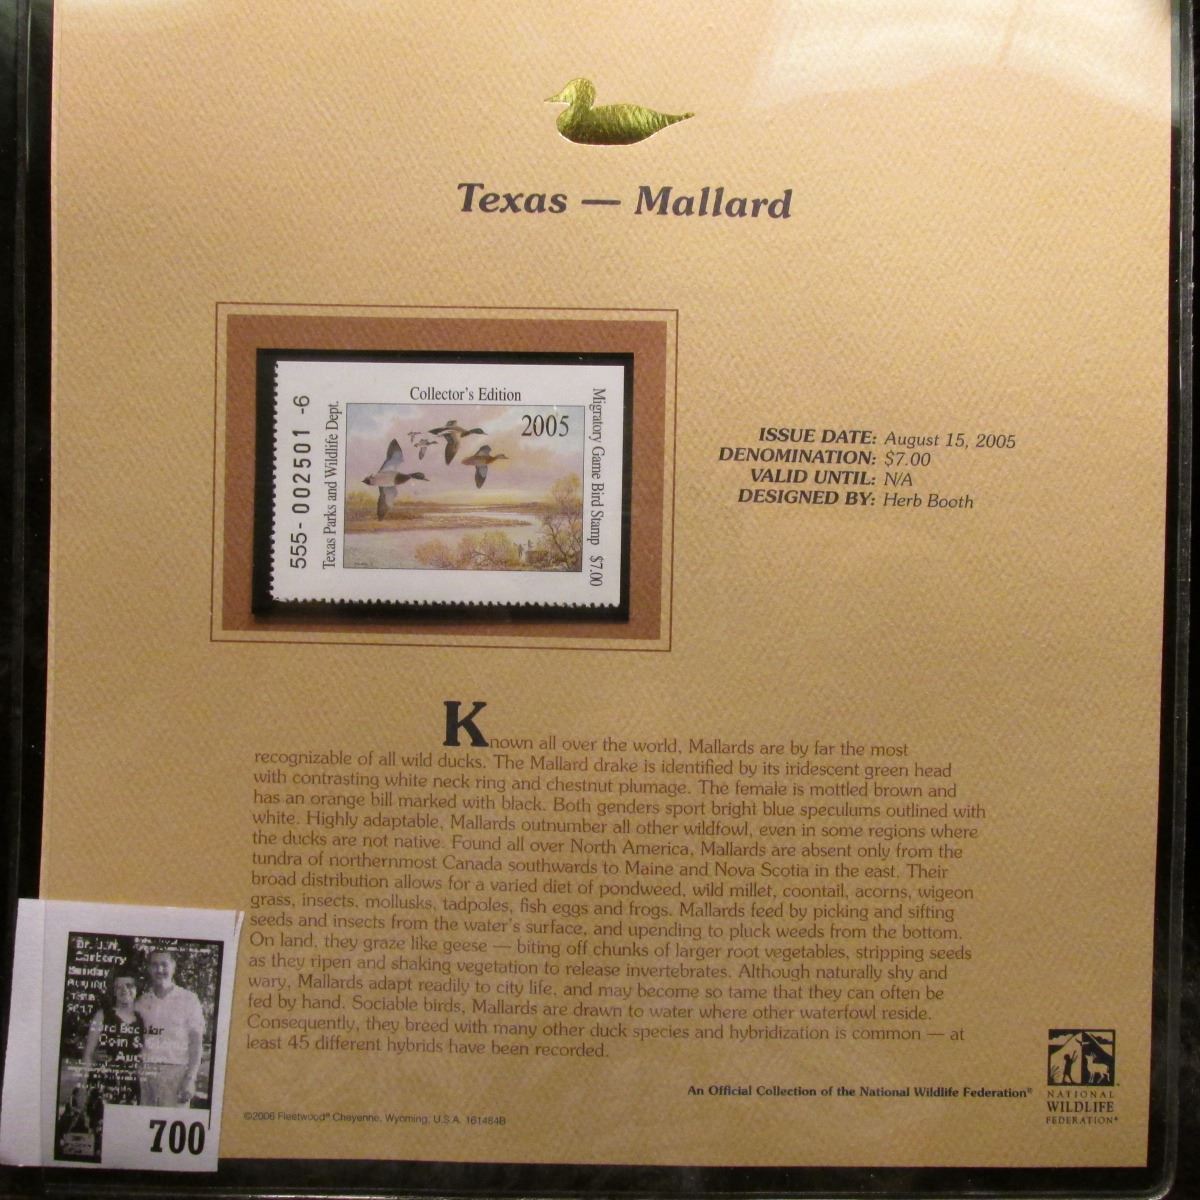 Texas — Mallard
Collector's Edition
2005
Migratory Game Bird Stamp $7.00
Texas Parks and Wildlife Dept.
555- 002501 -6
ISSUE DATE: August 15, 2005
DENOMINATION: $7.00
VALID UNTIL: N/A
DESIGNED BY: Herb Booth
Known all over the world, Mallards are by far the most
recognizable of all wild ducks. The Mallard drake is identified by its iridescent green head
with contrasting white neck ring and chestnut plumage. The female is mottled brown and
has an orange bill marked with black. Both genders sport bright blue speculums outlined with
white. Highly adaptable, Mallards outnumber all other wildfowl, even in some regions where
the ducks are not native. Found all over North America, Mallards are absent only from the
tundra of northernmost Canada southwards to Maine and Nova Scotia in the east. Their
broad distribution allows for a varied diet of pondweed, wild millet, coontail, acorns, wigeon
grass, insects, mollusks, tadpoles, fish eggs and frogs. Mallards feed by picking and sifting
seeds and insects from the water's surface, and upending to pluck weeds from the bottom.
On land, they graze like geese — biting off chunks of larger root vegetables, stripping seeds
as they ripen and shaking vegetation to release invertebrates. Although naturally shy and
wary, Mallards adapt readily to city life, and may become so tame that they can often be
fed by hand. Sociable birds, Mallards are drawn to water where other waterfowl reside.
Consequently, they breed with many other duck species and hybridization is common — at
least 45 different hybrids have been recorded.
An Official Collection of the National Wildlife Federation®
NATIONAL
WILDLIFE
FEDERATION®
©2006 Fleetwood® Cheyenne, Wyoming, U.S.A. 161484B
Dr. J.W.
Carberry
Sunday
Coin &
Auction
700